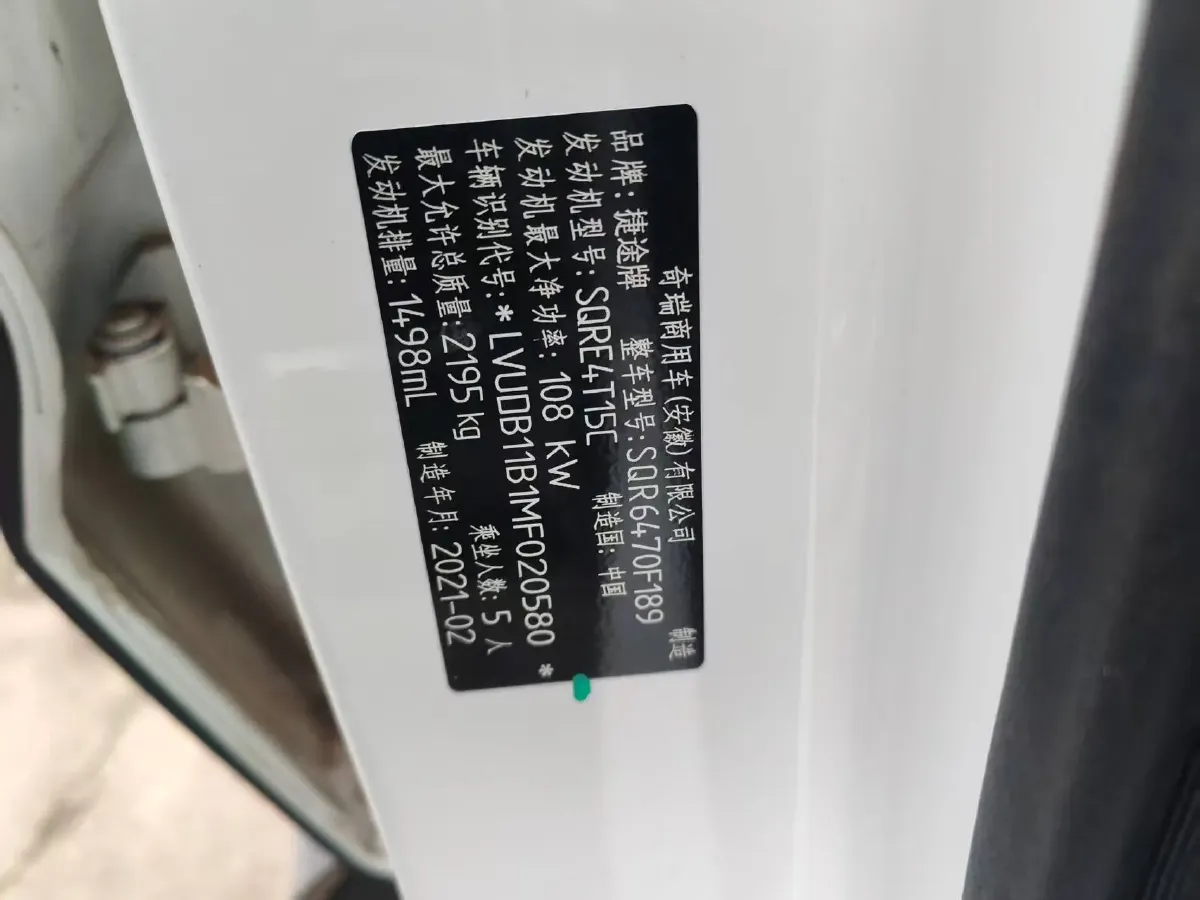 奇瑞商用车(安徽)有限公司 制造
品牌:捷途牌 整车型号:SQR6470F189
发动机型号:SQRE4T15C 制造国:中国
发动机最大净功率:108 kW
车辆识别代号:*LVUDB11B1MF020580*
最大允许总质量:2195 kg 乘坐人数:5 人
发动机排量:1498mL 制造年月:2021-02